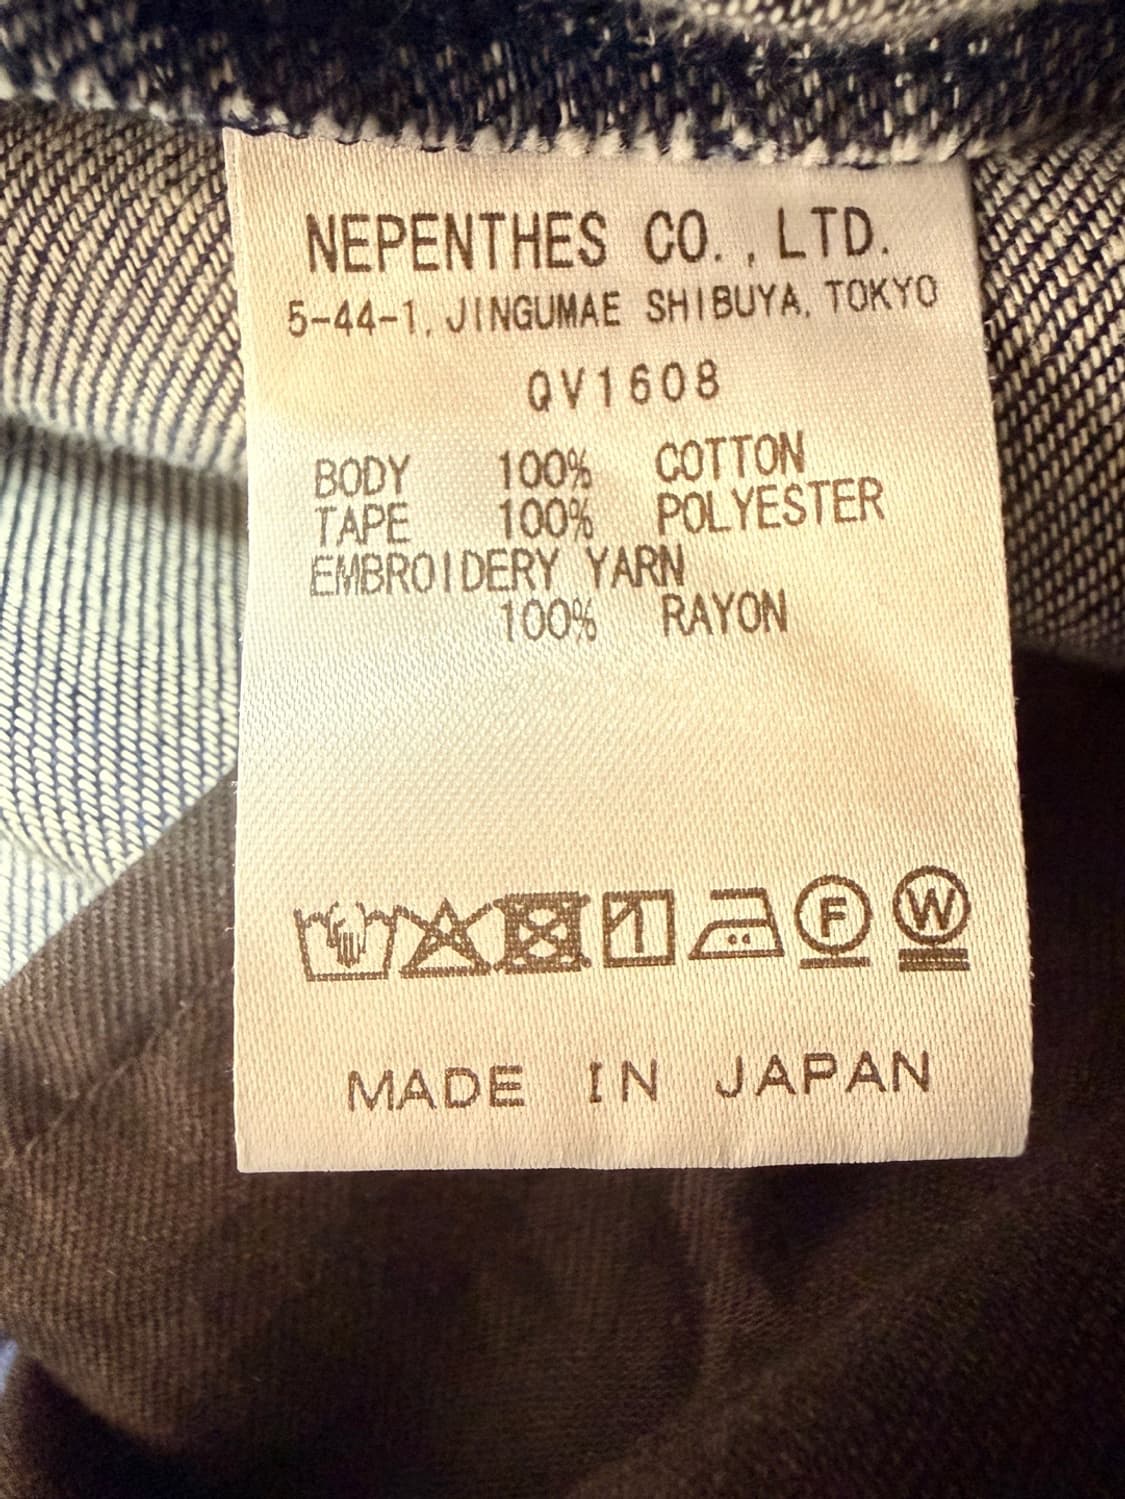 NEPENTHES CO., LTD.
5-44-1, JINGUMAE SHIBUYA, TOKYO
QV1608
BODY 100% COTTON
TAPE 100% POLYESTER
EMBROIDERY YARN
100% RAYON
F W
MADE IN JAPAN